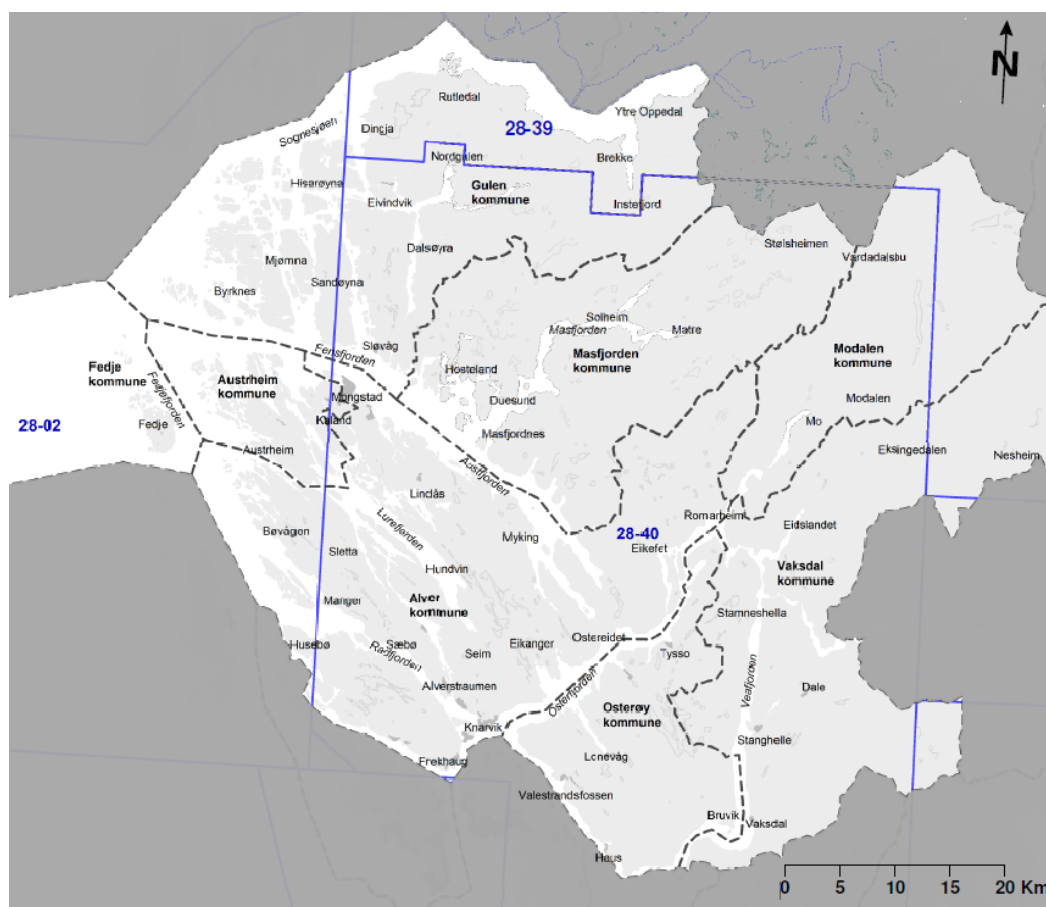 N
Rutledal
Ytre Oppedal
Sognesjøen
Dingja
28-39
Nordgulen
Brekke
Hisarøyna
Gulen
kommune
Eivindvik
Instefjord
Dalsøyra
Stølsheimen
Vardadalsbu
Mjømna
Sandøyna
Byrknes
Solheim
Masfjorden
Matre
Fensfjorden
Sløvåg
Masfjorden
kommune
Modalen
kommune
Fedje
kommune
Austrheim
kommune
Hosteland
Fedjefjorden
Mongstad
Duesund
Modalen
28-02
Fedje
Kaland
Mo
Masfjordnes
Austrheim
Eksingedalen
Nesheim
Austfjorden
Lindås
Romarheim
Eidslandet
Bøvågen
Lurefjorden
Myking
28-40
Eikefet
Sletta
Vaksdal
kommune
Hundvin
Manger
Alver
kommune
Stamneshella
Husebø
Sæbø
Eikanger
Ostereidet
Radfjorden
Seim
Tysso
Veafjorden
Alverstraumen
Osterfjorden
Dale
Osterøy
kommune
Knarvik
Stanghelle
Frekhaug
Lonevåg
Valestrandsfossen
Bruvik
Vaksdal
Haus
0 5 10 15 20 Km